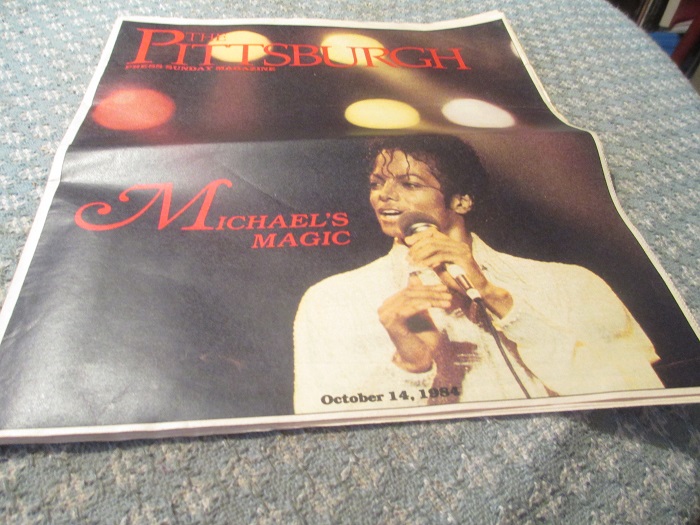 THE
PITTSBURGH
PRESS SUNDAY MAGAZINE
MICHAEL'S
MAGIC
October 14, 1984